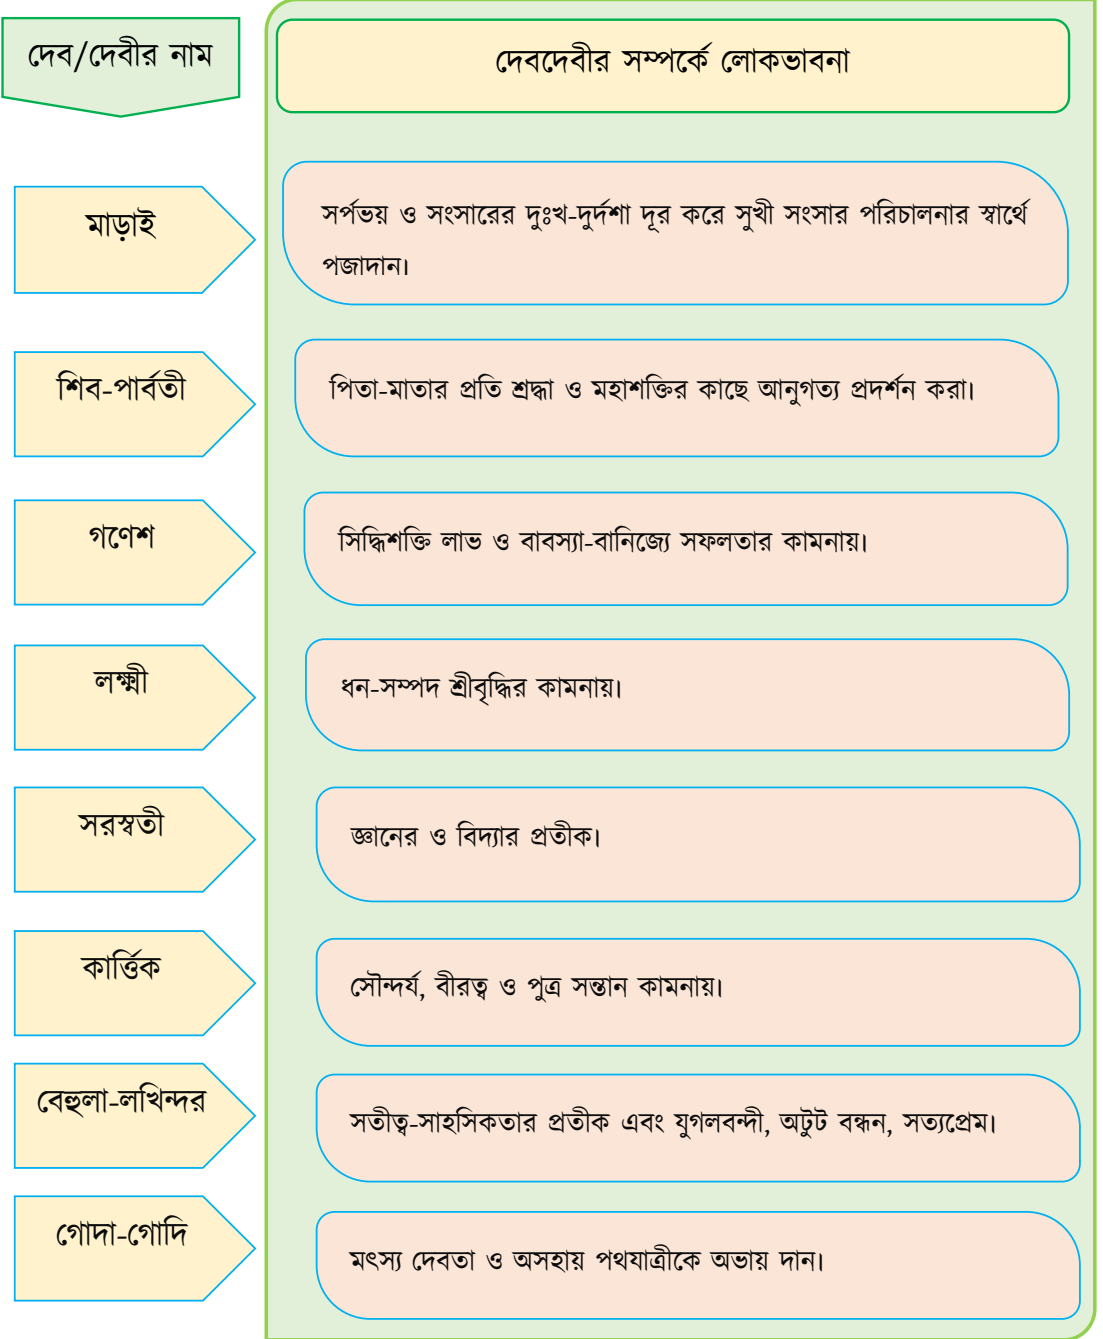 দেব/দেবীর নাম
দেবদেবীর সম্পর্কে লোকভাবনা
মাড়াই
সর্পভয় ও সংসারের দুঃখ-দুর্দশা দূর করে সুখী সংসার পরিচালনার স্বার্থে
পজাদান।
শিব-পার্বতী
পিতা-মাতার প্রতি শ্রদ্ধা ও মহাশক্তির কাছে আনুগত্য প্রদর্শন করা।
গণেশ
সিদ্ধিশক্তি লাভ ও বাবস্যা-বানিজ্যে সফলতার কামনায়।
লক্ষ্মী
ধন-সম্পদ শ্রীবৃদ্ধির কামনায়।
সরস্বতী
জ্ঞানের ও বিদ্যার প্রতীক।
কার্ত্তিক
সৌন্দর্য, বীরত্ব ও পুত্র সন্তান কামনায়।
বেহুলা-লখিন্দর
সতীত্ব-সাহসিকতার প্রতীক এবং যুগলবন্দী, অটুট বন্ধন, সত্যপ্রেম।
গোদা-গোদি
মৎস্য দেবতা ও অসহায় পথযাত্রীকে অভায় দান।